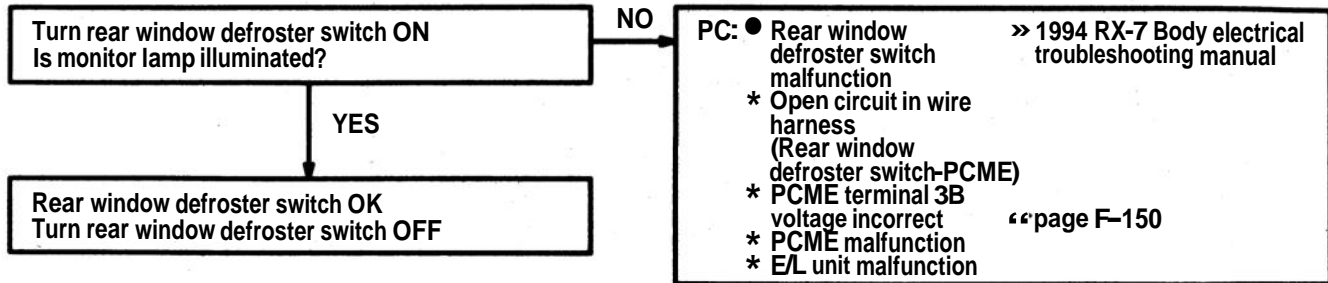 Turn rear window defroster switch ON
Is monitor lamp illuminated?
NO
YES
Rear window defroster switch OK
Turn rear window defroster switch OFF
PC: ● Rear window
defroster switch
malfunction
» 1994 RX-7 Body electrical
troubleshooting manual
* Open circuit in wire
harness
(Rear window
defroster switch-PCME)
* PCME terminal 3B
voltage incorrect
“page F–150
* PCME malfunction
* E/L unit malfunction